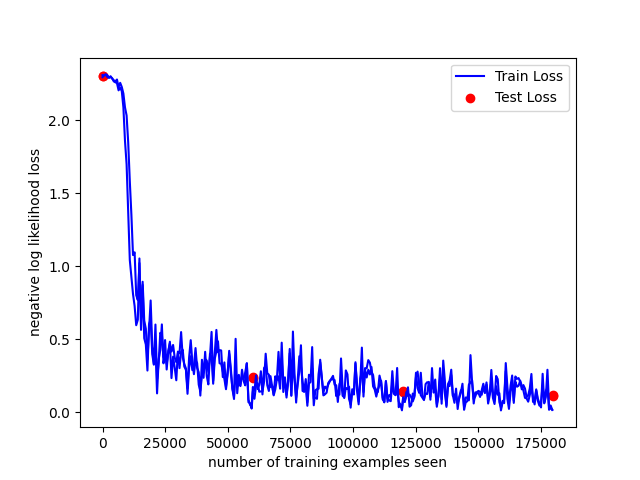 Train Loss
Test Loss
negative log likelihood loss
2.0
1.5
1.0
0.5
0.0
0 25000 50000 75000 100000 125000 150000 175000
number of training examples seen